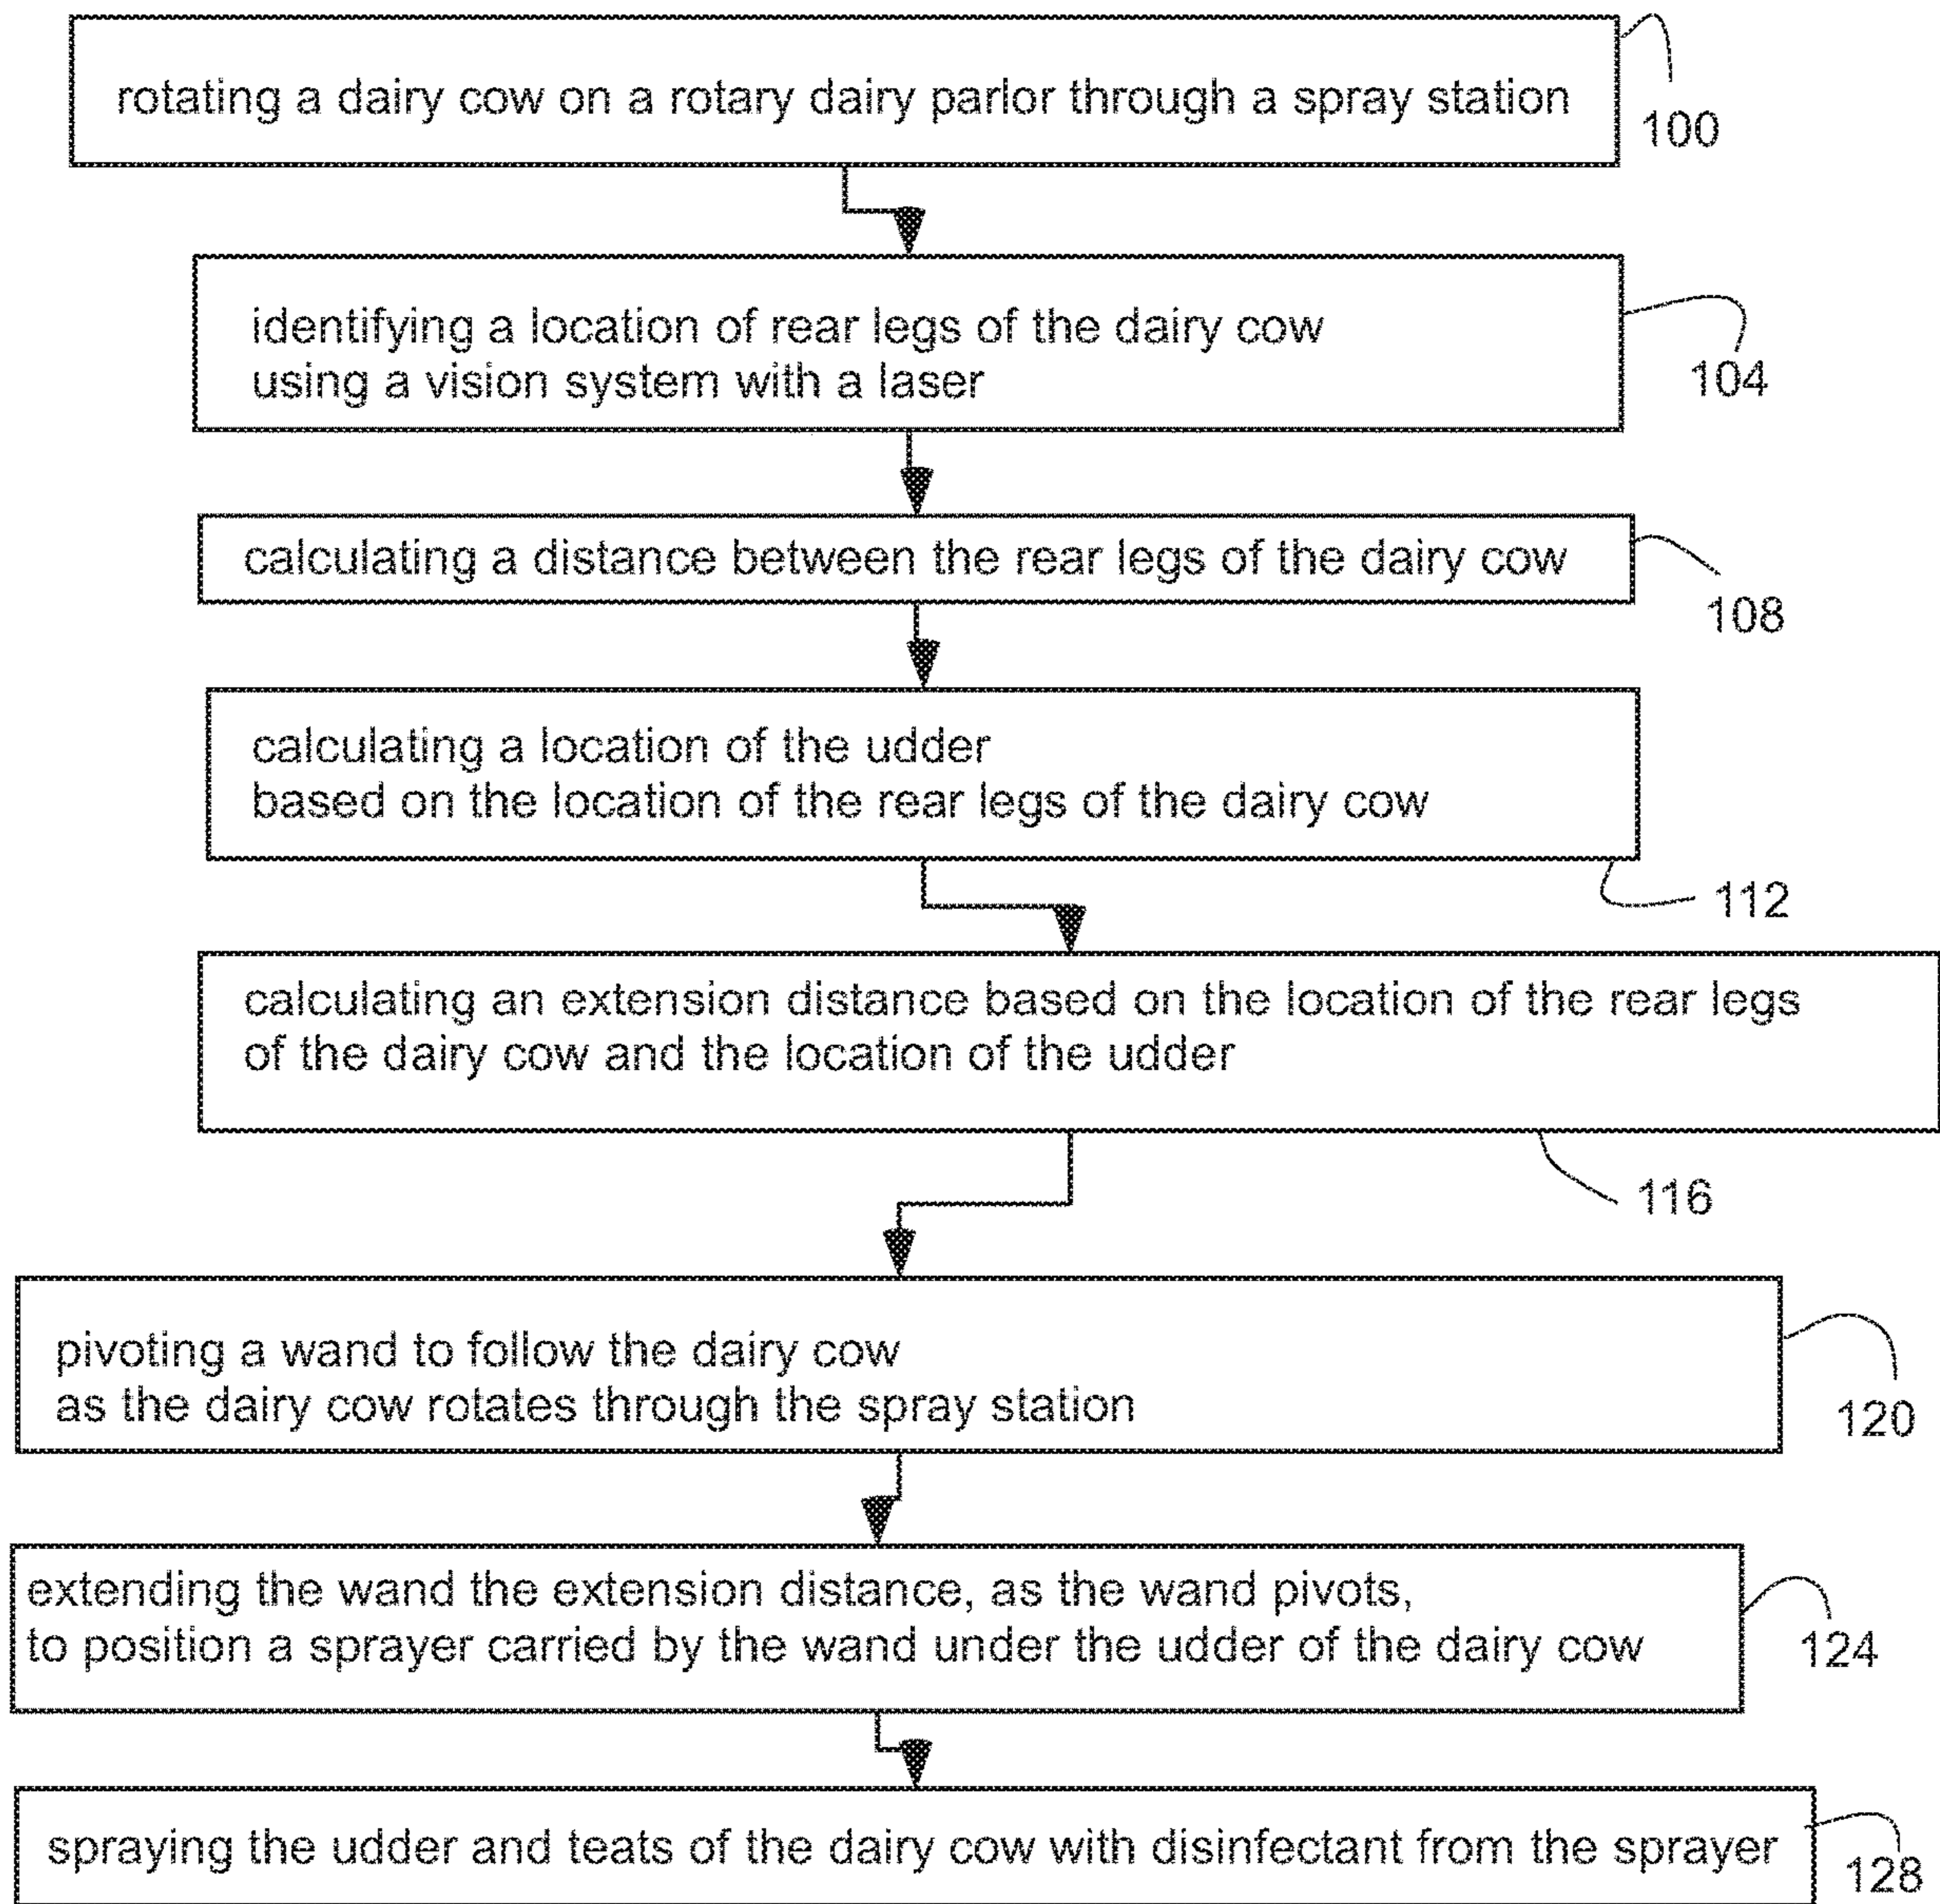 rotating a dairy cow on a rotary dairy parlor through a spray station
100
identifying a location of rear legs of the dairy cow
using a vision system with a laser
104
calculating a distance between the rear legs of the dairy cow
108
calculating a location of the udder
based on the location of the rear legs of the dairy cow
112
calculating an extension distance based on the location of the rear legs
of the dairy cow and the location of the udder
116
pivoting a wand to follow the dairy cow
as the dairy cow rotates through the spray station
120
extending the wand the extension distance, as the wand pivots,
to position a sprayer carried by the wand under the udder of the dairy cow
124
spraying the udder and teats of the dairy cow with disinfectant from the sprayer
128